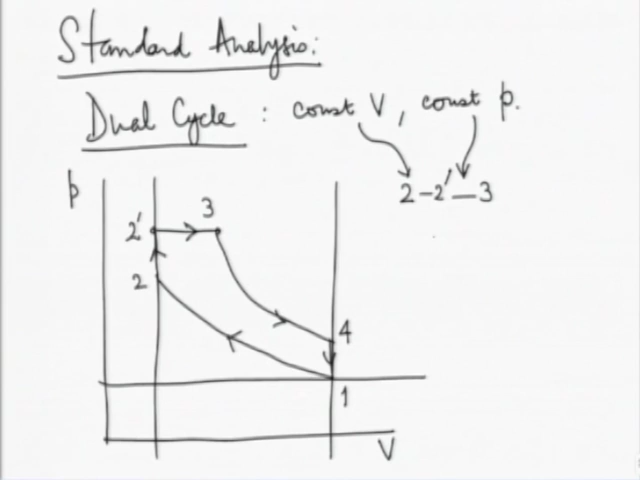 Standard Analysis:
Dual Cycle : const V, const p.
2-2'-3
p
2'
3
2
4
1
V